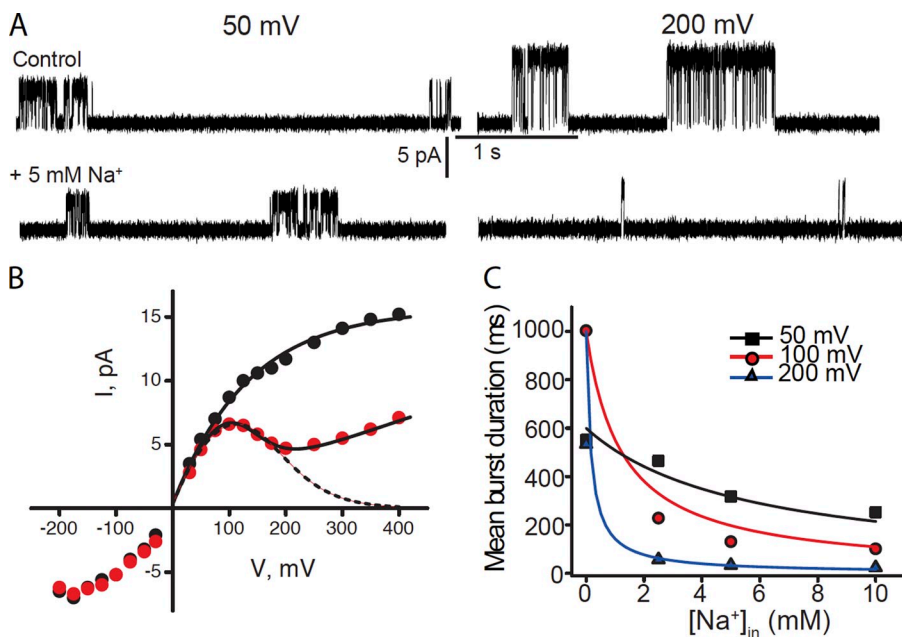 A
50 mV
200 mV
Control
5 pA
1 s
+ 5 mM Na⁺
B
I, pA
15
10
5
-200
-100
100
200
300
400
V, mV
-5
C
Mean burst duration (ms)
1000
800
600
400
200
0
50 mV
100 mV
200 mV
0
2
4
6
8
10
[Na⁺]in (mM)